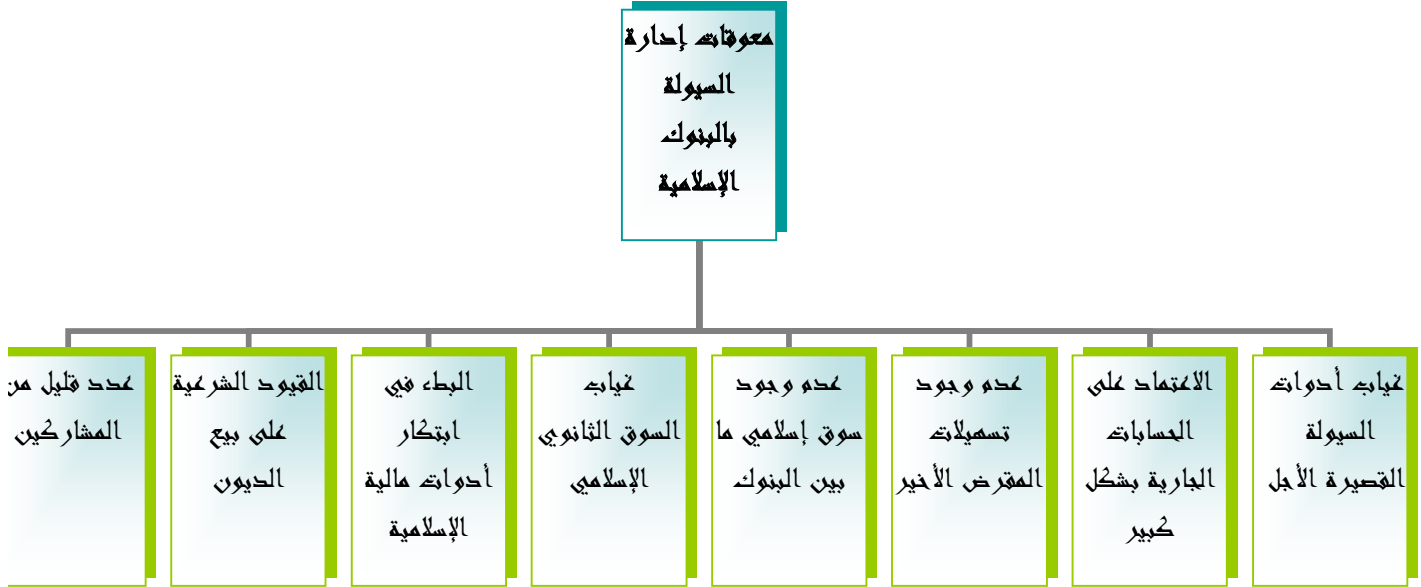 معوقات إدارة
السيولة
بالبنوك
الإسلامية
غياب أدوات
السيولة
القصيرة الأجل
الاعتماد على
الحسابات
الجارية بشكل
كبير
عدم وجود
تسهيلات
المقرض الأخير
عدم وجود
سوق إسلامي ما
بين البنوك
غياب
السوق الثانوي
الإسلامي
البطء في
ابتكار
أدوات مالية
الإسلامية
القيود الشرعية
على بيع
الديون
عدد قليل من
المشاركين